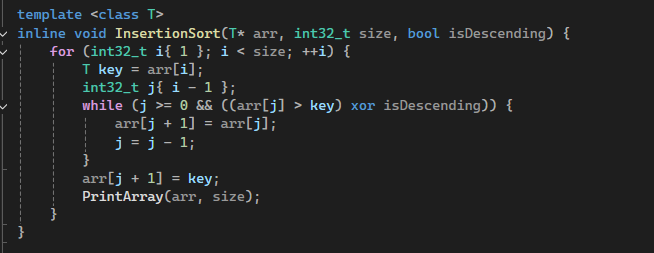 template <class T>
inline void InsertionSort(T* arr, int32_t size, bool isDescending) {
    for (int32_t i{ 1 }; i < size; ++i) {
        T key = arr[i];
        int32_t j{ i - 1 };
        while (j >= 0 && ((arr[j] > key) xor isDescending)) {
            arr[j + 1] = arr[j];
            j = j - 1;
        }
        arr[j + 1] = key;
        PrintArray(arr, size);
    }
}